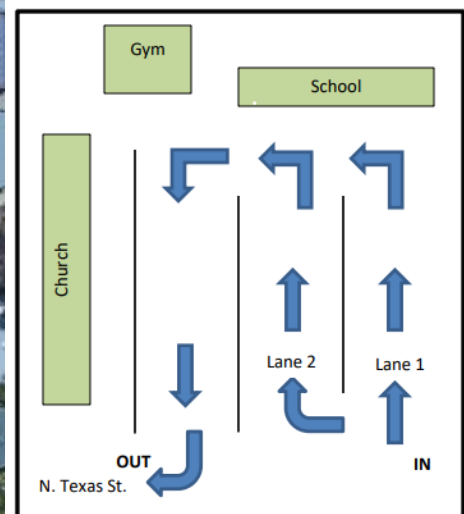 Gym
School
Church
Lane 2
Lane 1
OUT
IN
N. Texas St.